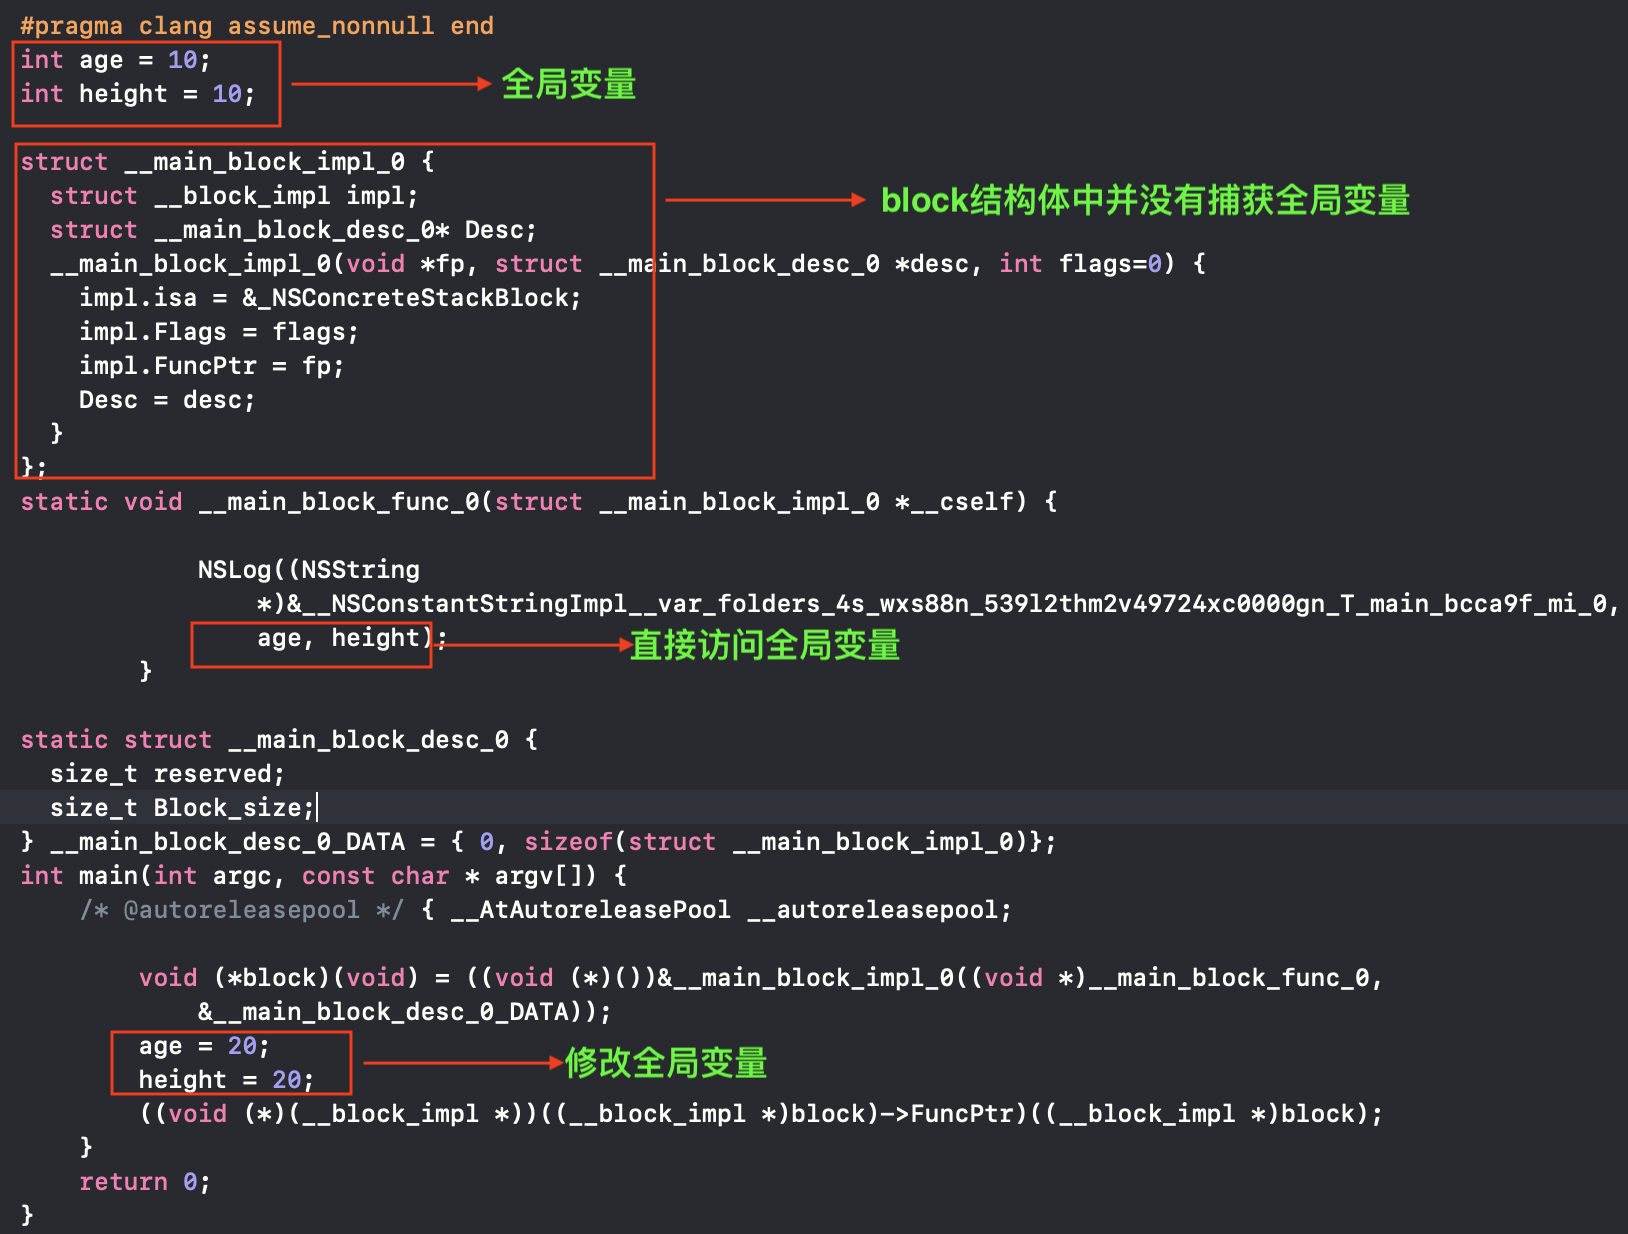 #pragma clang assume_nonnull end
int age = 10;
int height = 10;
全局变量
struct __main_block_impl_0 {
  struct __block_impl impl;
block结构体中并没有捕获全局变量
  struct __main_block_desc_0* Desc;
  __main_block_impl_0(void *fp, struct __main_block_desc_0 *desc, int flags=0) {
    impl.isa = &_NSConcreteStackBlock;
    impl.Flags = flags;
    impl.FuncPtr = fp;
    Desc = desc;
  }
};
static void __main_block_func_0(struct __main_block_impl_0 *__cself) {
            NSLog((NSString
                *)&__NSConstantStringImpl__var_folders_4s_wxs88n_539l2thm2v49724xc0000gn_T_main_bcca9f_mi_0,
                age, height);
直接访问全局变量
        }
static struct __main_block_desc_0 {
  size_t reserved;
  size_t Block_size;
} __main_block_desc_0_DATA = { 0, sizeof(struct __main_block_impl_0)};
int main(int argc, const char * argv[]) {
    /* @autoreleasepool */ { __AtAutoreleasePool __autoreleasepool;
        void (*block)(void) = ((void (*)())&__main_block_impl_0((void *)__main_block_func_0,
            &__main_block_desc_0_DATA));
        age = 20;
修改全局变量
        height = 20;
        ((void (*)(__block_impl *))((__block_impl *)block)->FuncPtr)((__block_impl *)block);
    }
    return 0;
}